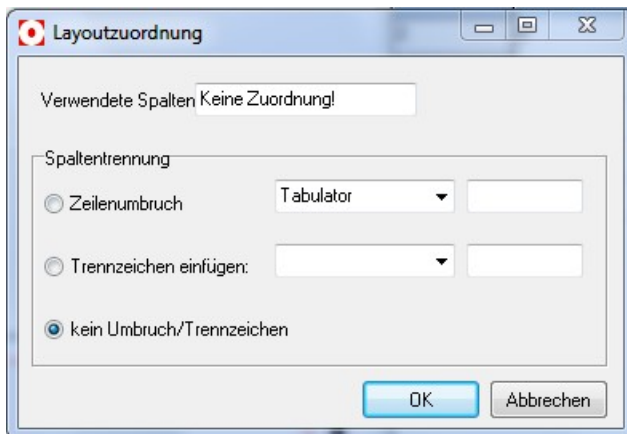 Layoutzuordnung
Verwendete Spalten Keine Zuordnung!
Spaltentrennung
Zeilenumbruch Tabulator
Trennzeichen einfügen:
kein Umbruch/Trennzeichen
OK Abbrechen